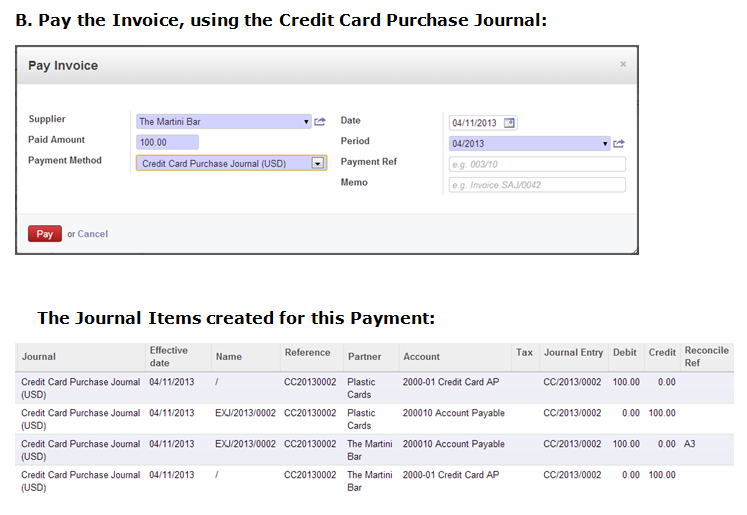 B. Pay the Invoice, using the Credit Card Purchase Journal:
Pay Invoice ×
Supplier The Martini Bar Date 04/11/2013
Paid Amount 100.00 Period 04/2013
Payment Method Credit Card Purchase Journal (USD) Payment Ref e.g. 003/10
Memo e.g. Invoice SAJ/0042
Pay or Cancel
The Journal Items created for this Payment:
Journal Effective date Name Reference Partner Account Tax Journal Entry Debit Credit Reconcile Ref
Credit Card Purchase Journal 04/11/2013 / CC20130002 Plastic 2000-01 Credit Card AP CC/2013/0002 100.00 0.00
(USD) Cards
Credit Card Purchase Journal 04/11/2013 EXJ/2013/0002 CC20130002 Plastic 200010 Account Payable CC/2013/0002 0.00 100.00
(USD) Cards
Credit Card Purchase Journal 04/11/2013 EXJ/2013/0002 CC20130002 The Martini 200010 Account Payable CC/2013/0002 100.00 0.00 A3
(USD) Bar
Credit Card Purchase Journal 04/11/2013 / CC20130002 The Martini 2000-01 Credit Card AP CC/2013/0002 0.00 100.00
(USD) Bar